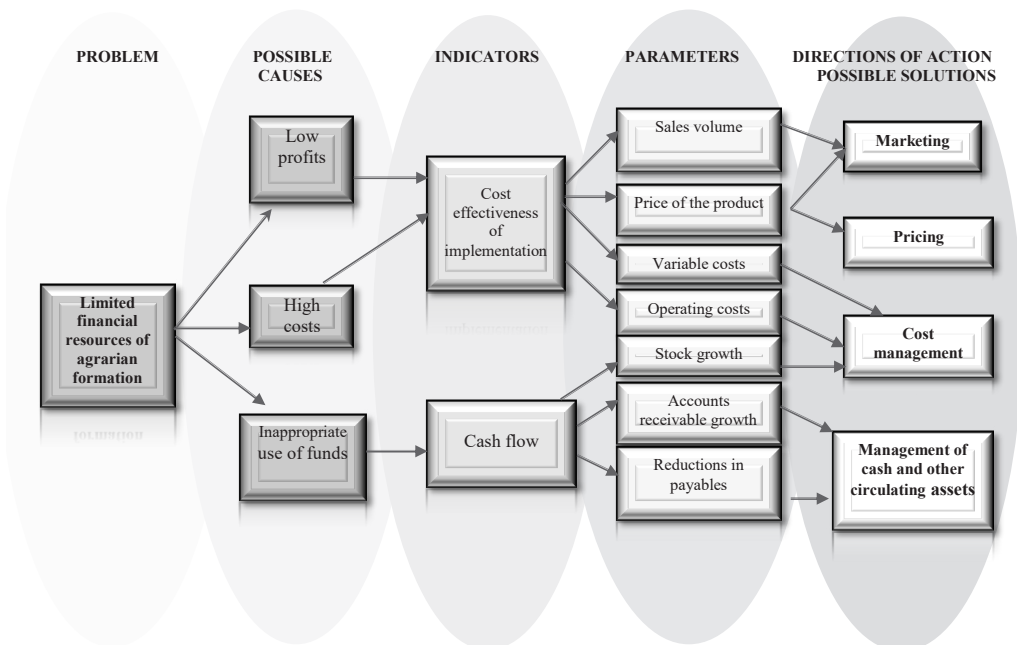 PROBLEM
POSSIBLE
CAUSES
INDICATORS
PARAMETERS
DIRECTIONS OF ACTION
POSSIBLE SOLUTIONS
Limited
financial
resources of
agrarian
formation
formation
Low
profits
High
costs
Inappropriate
use of funds
Cost
effectiveness
of
implementation
implementation
Cash flow
Sales volume
Price of the product
Variable costs
Operating costs
Stock growth
Accounts
receivable growth
Reductions in
payables
Marketing
Pricing
Cost
management
Management of
cash and other
circulating assets